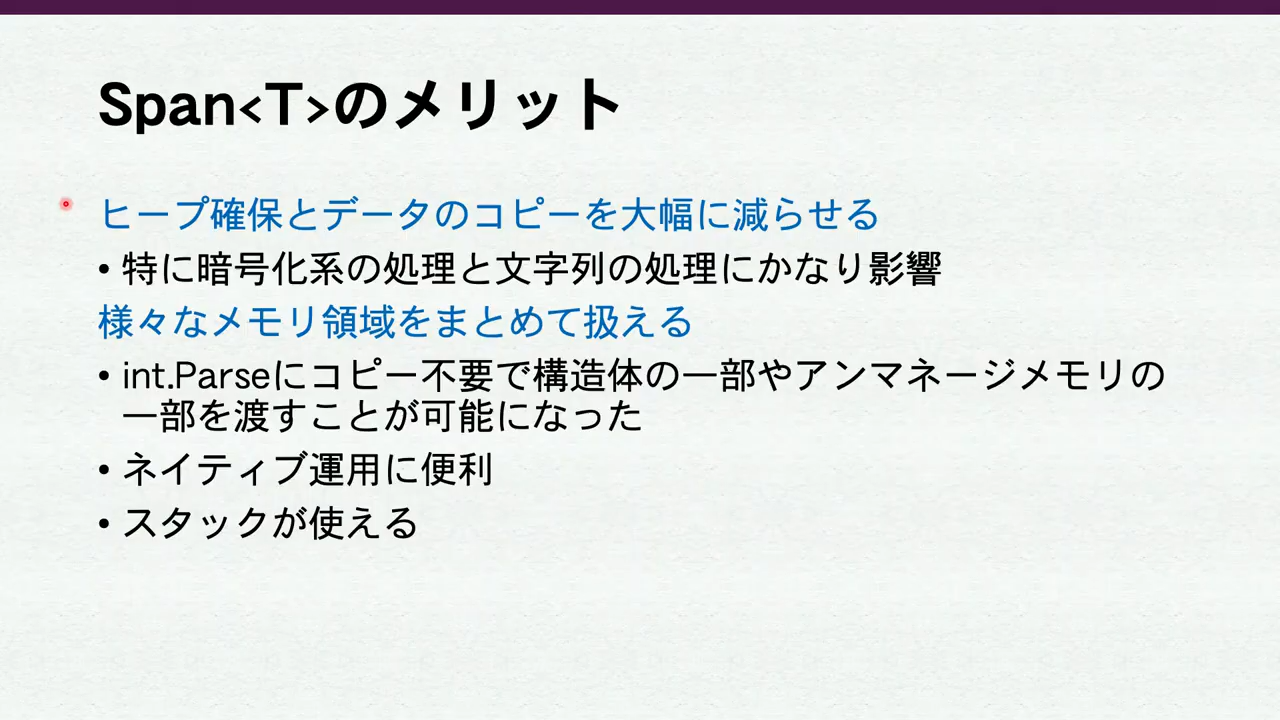 Span<T>のメリット
ヒープ確保とデータのコピーを大幅に減らせる
• 特に暗号化系の処理と文字列の処理にかなり影響
様々なメモリ領域をまとめて扱える
• int.Parseにコピー不要で構造体の一部やアンマネージメモリの
一部を渡すことが可能になった
• ネイティブ運用に便利
• スタックが使える